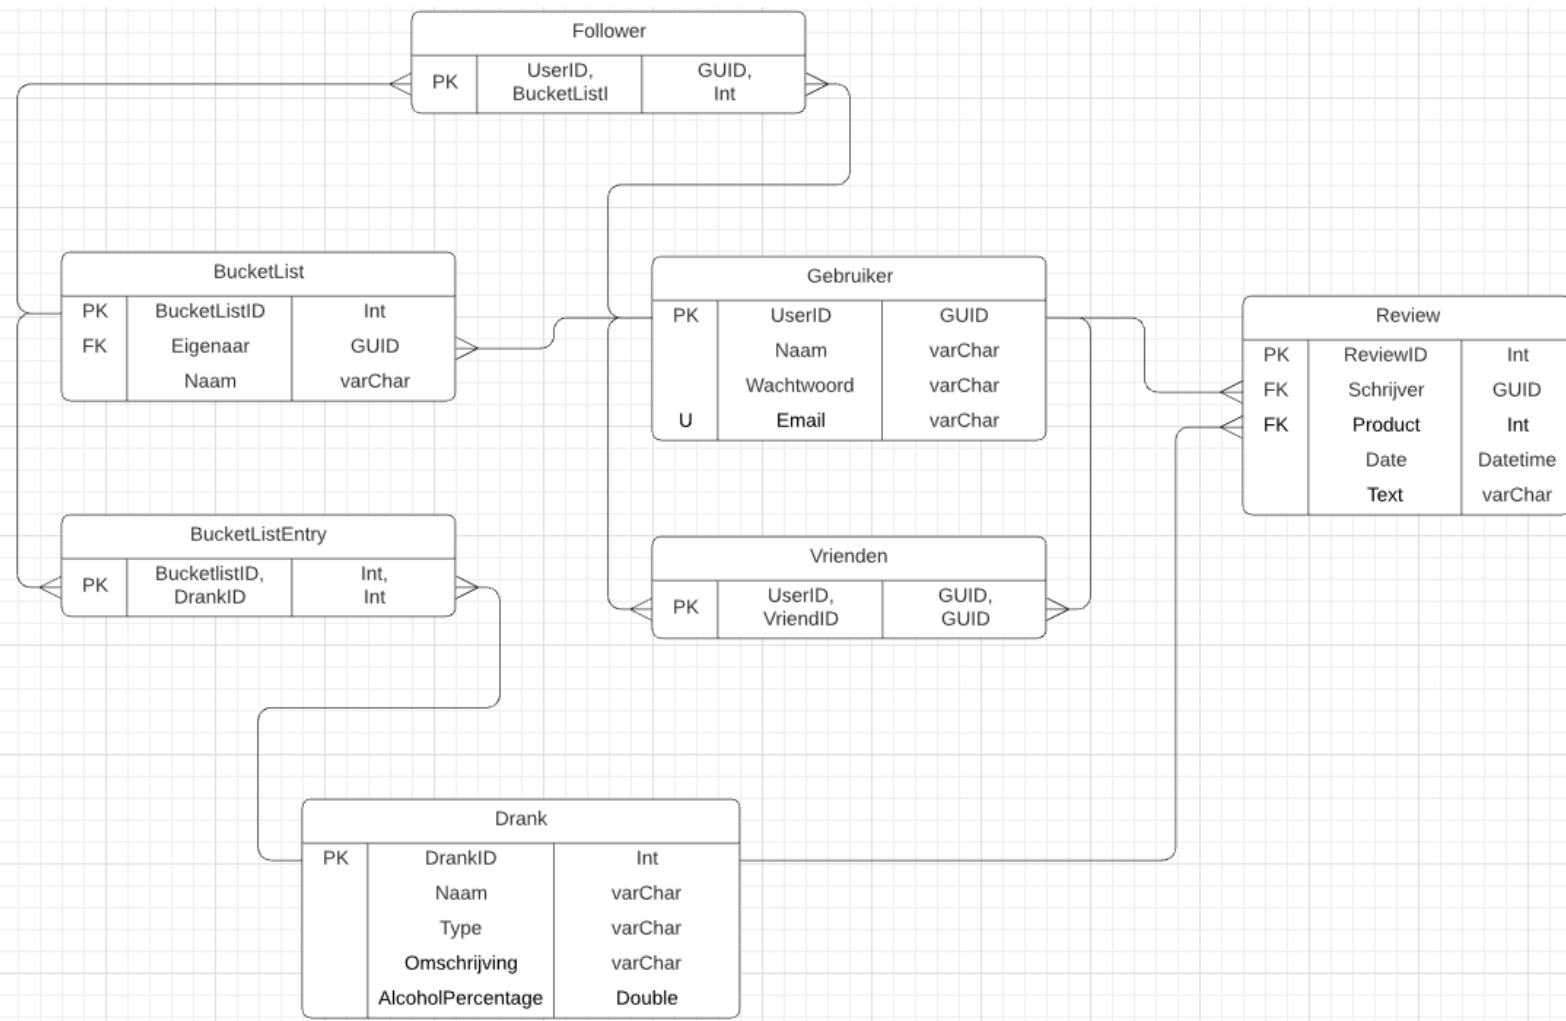 Follower
PK UserID, GUID,
BucketListI Int
BucketList
PK BucketListID Int
FK Eigenaar GUID
Naam varChar
Gebruiker
PK UserID GUID
Naam varChar
Wachtwoord varChar
U Email varChar
Review
PK ReviewID Int
FK Schrijver GUID
FK Product Int
Date Datetime
Text varChar
BucketListEntry
PK BucketlistID, Int,
DrankID Int
Vrienden
PK UserID, GUID,
VriendID GUID
Drank
PK DrankID Int
Naam varChar
Type varChar
Omschrijving varChar
AlcoholPercentage Double